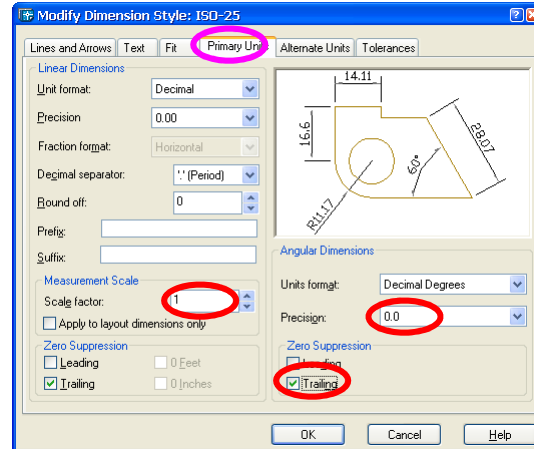 Modify Dimension Style: ISO-25
Lines and Arrows Text Fit Primary Units Alternate Units Tolerances
Linear Dimensions
Unit format: Decimal
Precision 0.00
Fraction format: Horizontal
Decimal separator: '.' (Period)
Round off: 0
Prefix:
Suffix:
Measurement Scale
Scale factor: 1
Apply to layout dimensions only
Zero Suppression
Leading 0 Feet
Trailing 0 Inches
14.11
16.6
28.07
60°
R11.17
Angular Dimensions
Units format: Decimal Degrees
Precision: 0.0
Zero Suppression
Leading
Trailing
OK Cancel Help